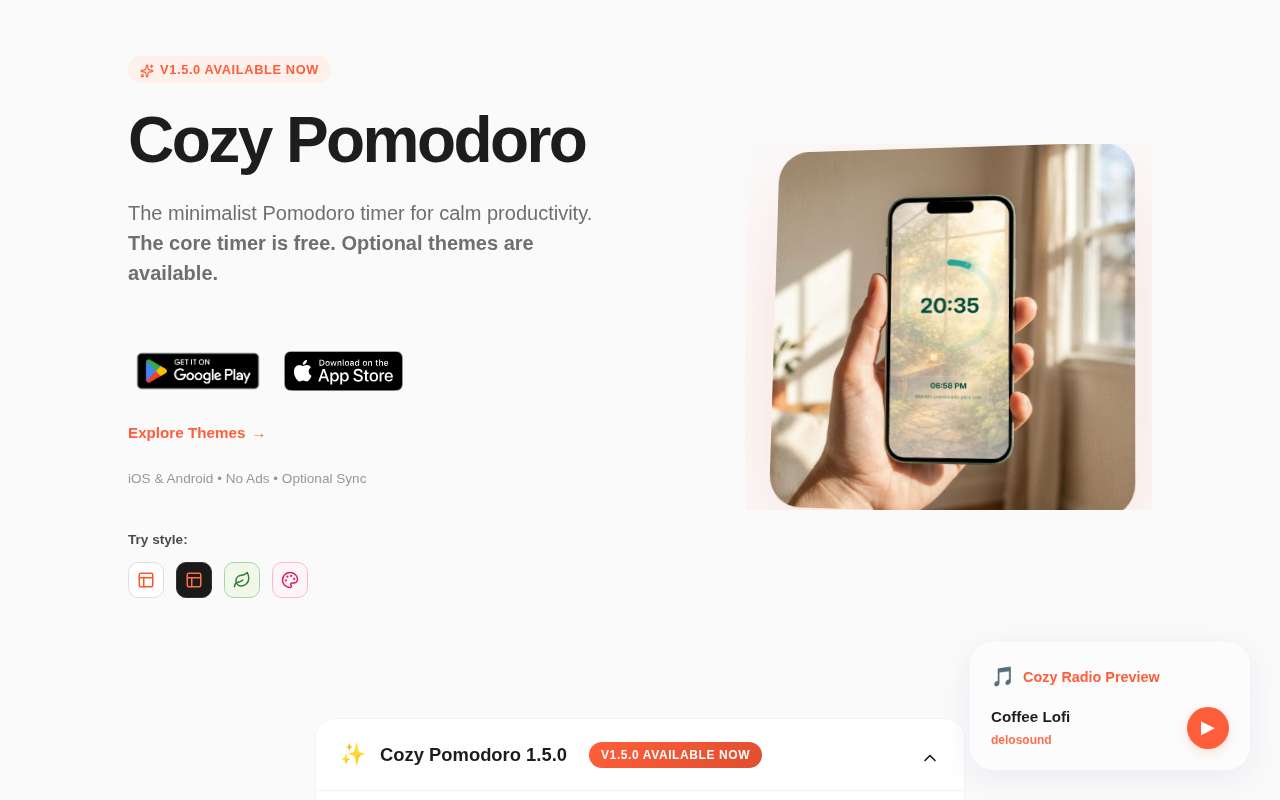 V1.5.0 AVAILABLE NOW
Cozy Pomodoro
The minimalist Pomodoro timer for calm productivity.
The core timer is free. Optional themes are
available.
GET IT ON
Google Play
Download on the
App Store
Explore Themes →
iOS & Android • No Ads • Optional Sync
Try style:
20:35
06:58 PM
Cozy Radio Preview
Coffee Lofi
delosound
Cozy Pomodoro 1.5.0
V1.5.0 AVAILABLE NOW